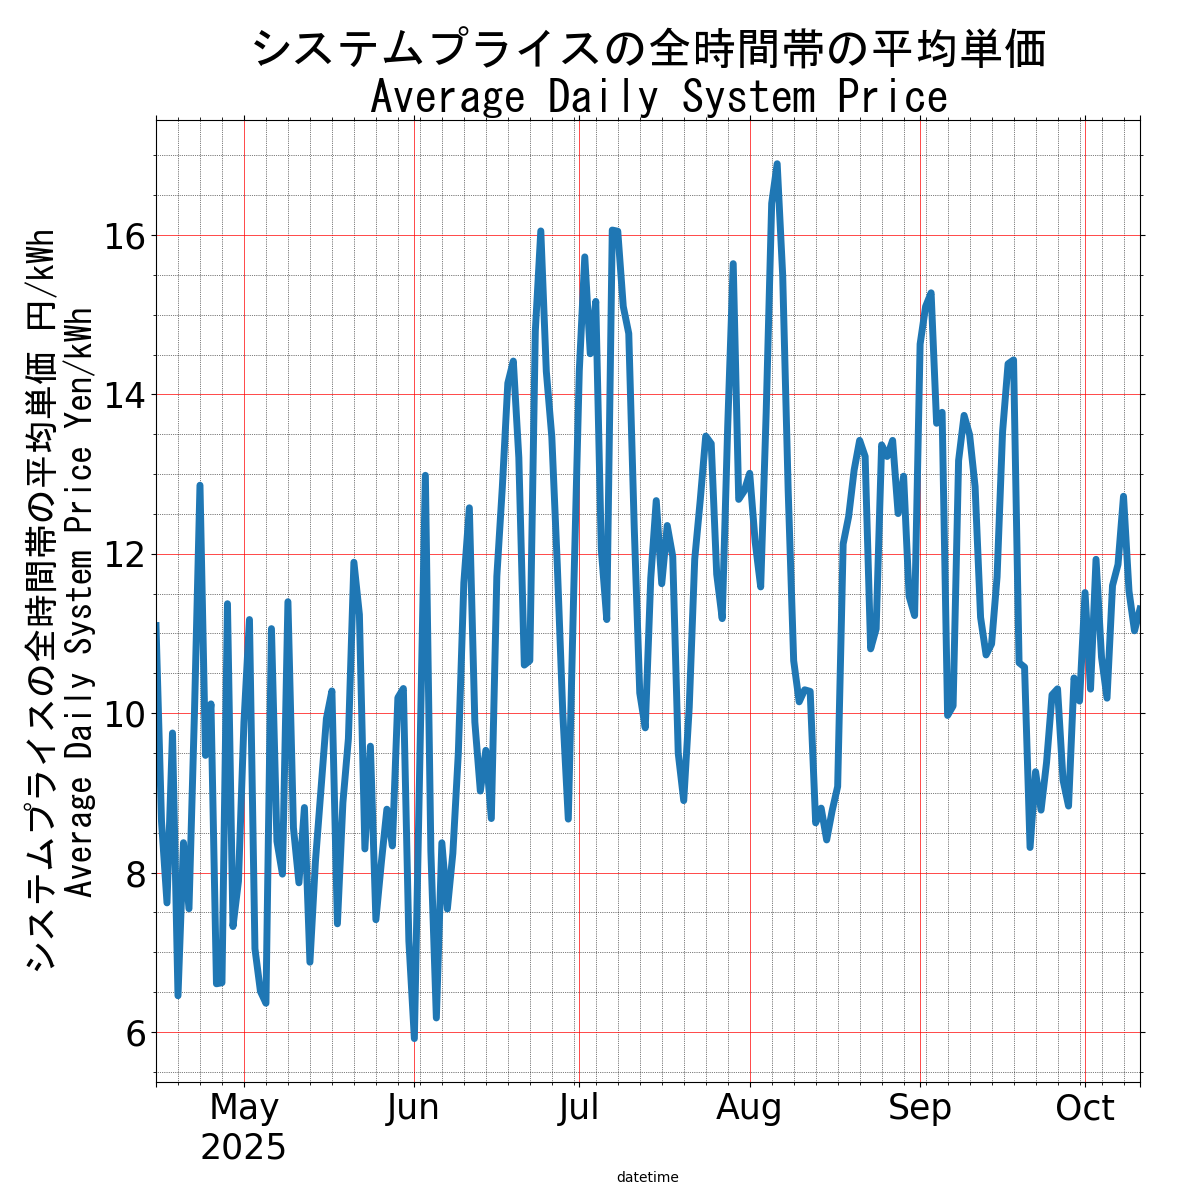 システムプライスの全時間帯の平均単価
Average Daily System Price
システムプライスの全時間帯の平均単価 円/kWh
Average Daily System Price Yen/kWh
16
14
12
10
8
6
May
2025
Jun
Jul
Aug
Sep
Oct
datetime